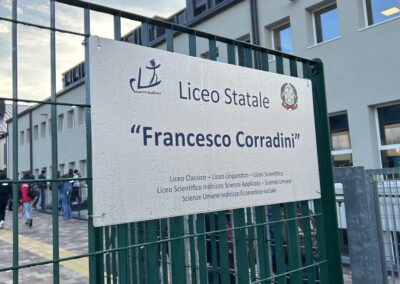 Corradini
Liceo Statale
“Francesco Corradini”
Liceo Classico – Liceo Linguistico – Liceo Scientifico
Liceo Scientifico indirizzo Scienze Applicate – Scienze Umane
Scienze Umane indirizzo Economico-sociale